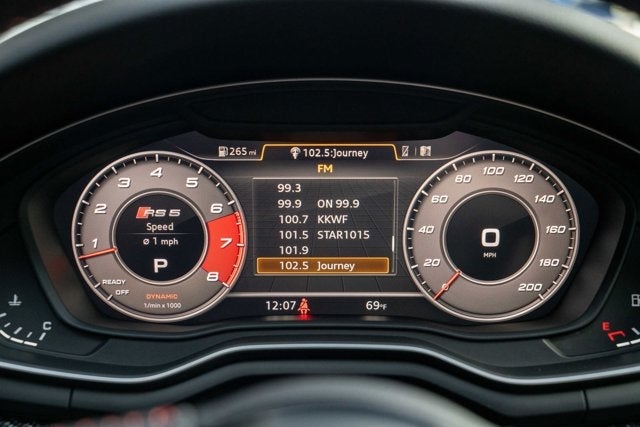 265 mi
102.5:Journey
FM
99.3
99.9 ON 99.9
100.7 KKWF
101.5 STAR1015
101.9
102.5 Journey
12:07
69°F
RS 5
Speed
ø 1 mph
P
1
2
3
4
5
6
7
8
READY
OFF
DYNAMIC
1/min x 1000
0
20
40
60
80
100
120
140
160
180
200
0
MPH
C
E